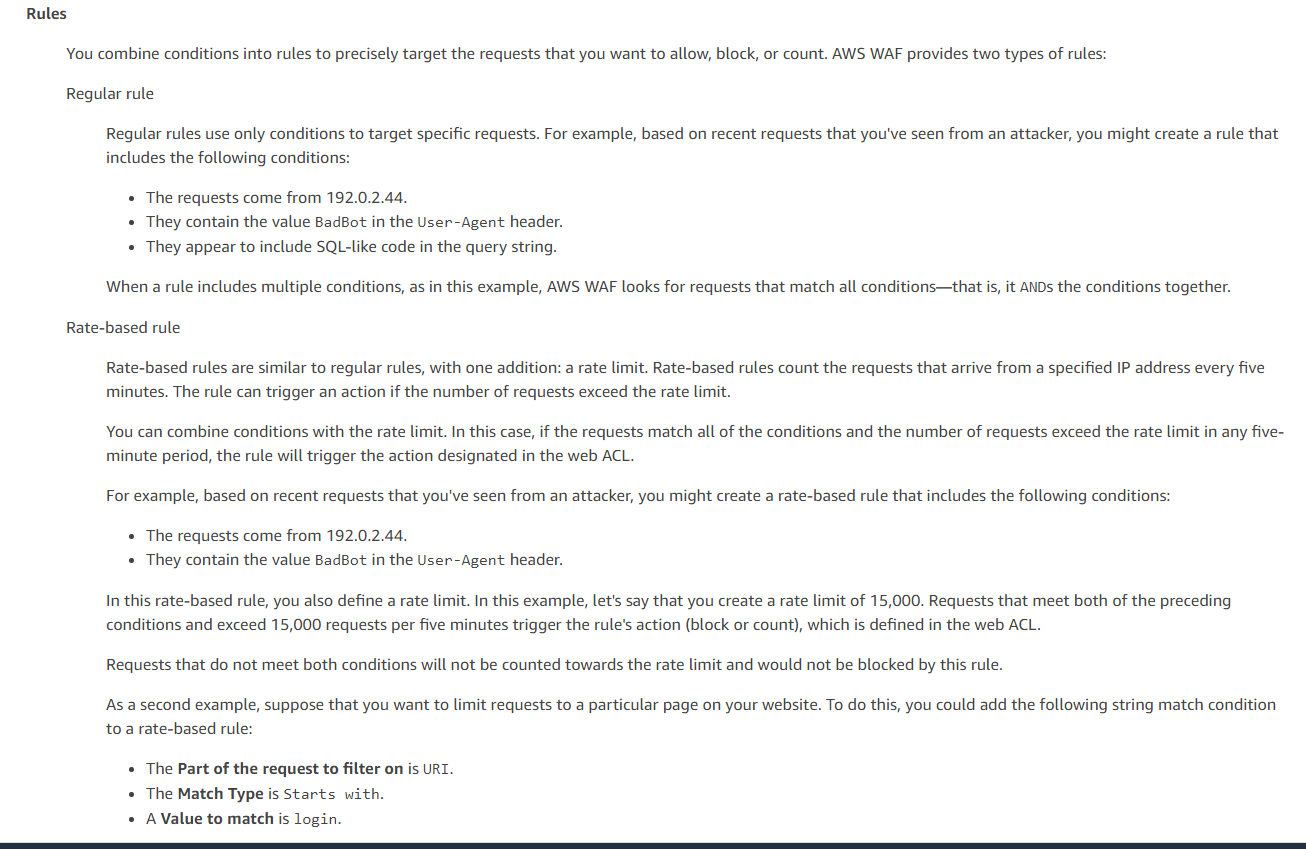 Rules
You combine conditions into rules to precisely target the requests that you want to allow, block, or count. AWS WAF provides two types of rules:
Regular rule
Regular rules use only conditions to target specific requests. For example, based on recent requests that you've seen from an attacker, you might create a rule that
includes the following conditions:
• The requests come from 192.0.2.44.
• They contain the value BadBot in the User-Agent header.
• They appear to include SQL-like code in the query string.
When a rule includes multiple conditions, as in this example, AWS WAF looks for requests that match all conditions—that is, it ANDs the conditions together.
Rate-based rule
Rate-based rules are similar to regular rules, with one addition: a rate limit. Rate-based rules count the requests that arrive from a specified IP address every five
minutes. The rule can trigger an action if the number of requests exceed the rate limit.
You can combine conditions with the rate limit. In this case, if the requests match all of the conditions and the number of requests exceed the rate limit in any five-
minute period, the rule will trigger the action designated in the web ACL.
For example, based on recent requests that you've seen from an attacker, you might create a rate-based rule that includes the following conditions:
• The requests come from 192.0.2.44.
• They contain the value BadBot in the User-Agent header.
In this rate-based rule, you also define a rate limit. In this example, let's say that you create a rate limit of 15,000. Requests that meet both of the preceding
conditions and exceed 15,000 requests per five minutes trigger the rule's action (block or count), which is defined in the web ACL.
Requests that do not meet both conditions will not be counted towards the rate limit and would not be blocked by this rule.
As a second example, suppose that you want to limit requests to a particular page on your website. To do this, you could add the following string match condition
to a rate-based rule:
• The Part of the request to filter on is URI.
• The Match Type is Starts with.
• A Value to match is login.